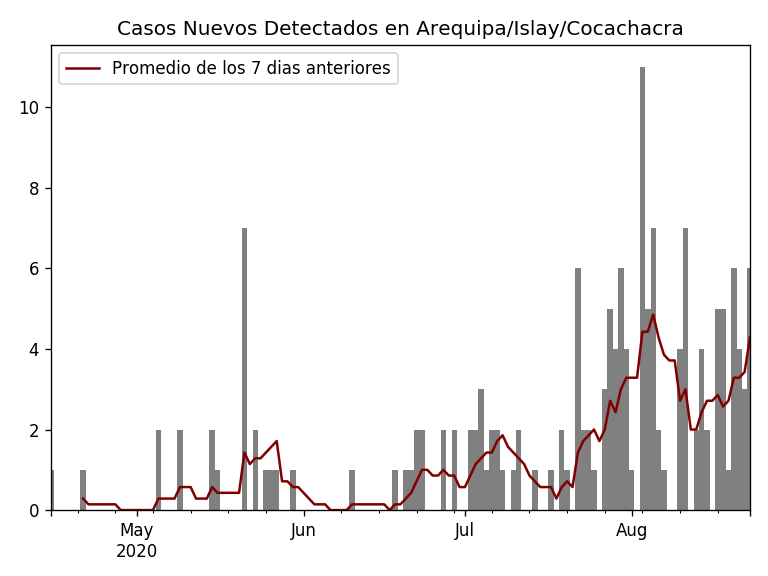 Casos Nuevos Detectados en Arequipa/Islay/Cocachacra
Promedio de los 7 dias anteriores
10
8
6
4
2
0
May
2020
Jun
Jul
Aug